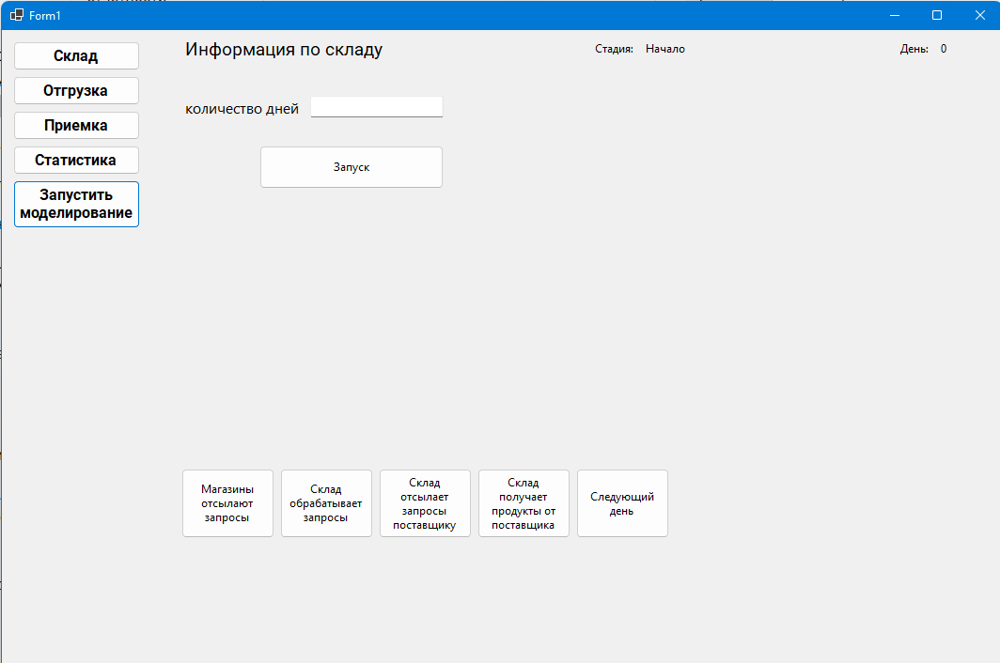 Form1
Склад
Отгрузка
Приемка
Статистика
Запустить
моделирование
Информация по складу
Стадия: Начало
День: 0
количество дней
Запуск
Магазины
отсылают
запросы
Склад
обрабатывает
запросы
Склад
отсылает
запросы
поставщику
Склад
получает
продукты от
поставщика
Следующий
день